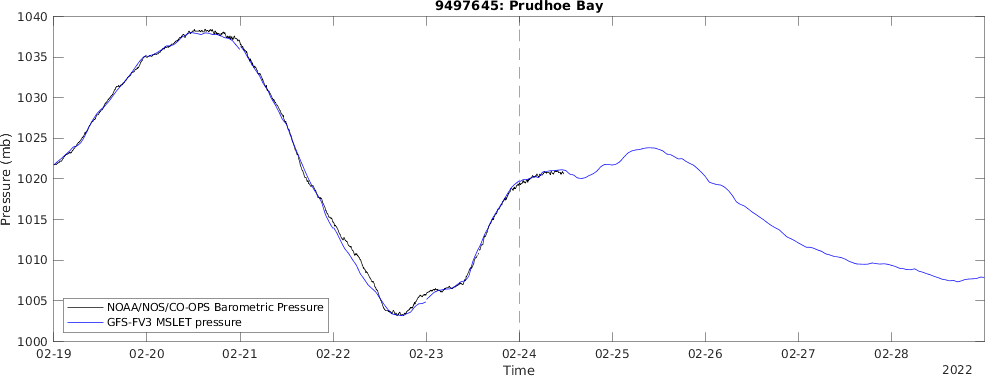 9497645: Prudhoe Bay
1040
1035
1030
1025
1020
1015
1010
1005
1000
Pressure (mb)
NOAA/NOS/CO-OPS Barometric Pressure
GFS-FV3 MSLET pressure
02-19 02-20 02-21 02-22 02-23 02-24 02-25 02-26 02-27 02-28
Time
2022